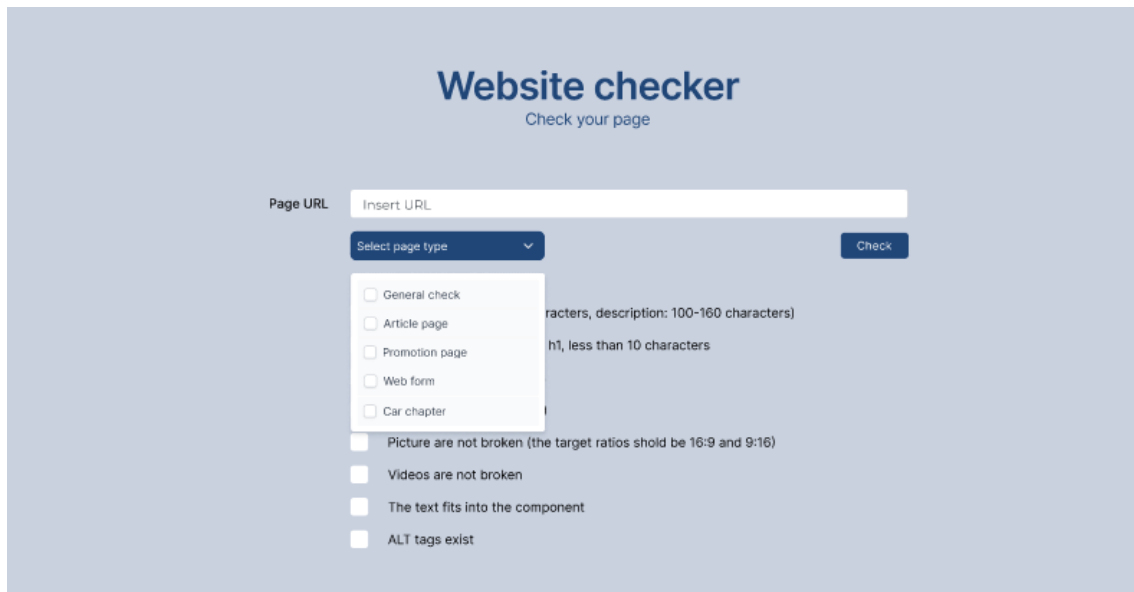 Website checker
Check your page
Page URL
Insert URL
Select page type
Check
General check
racters, description: 100-160 characters)
Article page
h1, less than 10 characters
Promotion page
Web form
Car chapter
Picture are not broken (the target ratios shold be 16:9 and 9:16)
Videos are not broken
The text fits into the component
ALT tags exist